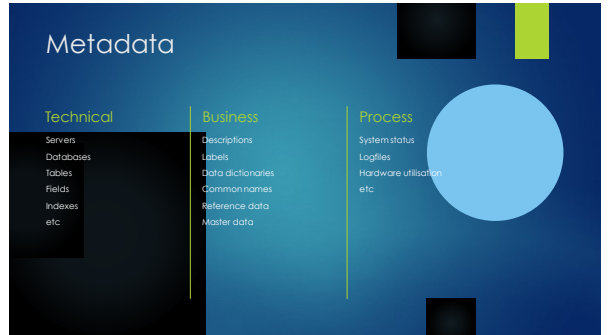 Metadata
Technical
Servers
Databases
Tables
Fields
Indexes
etc
Business
Descriptions
Labels
Data dictionaries
Common names
Reference data
Master data
Process
System status
Logfiles
Hardware utilisation
etc